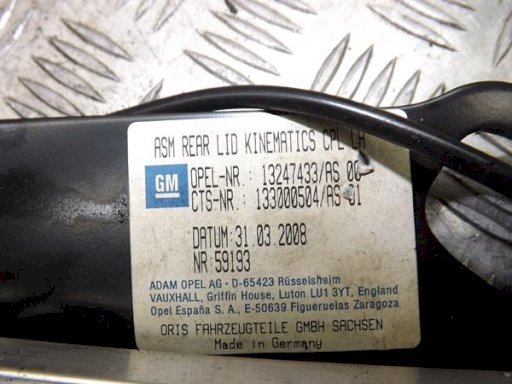 ASM REAR LID KINEMATICS CPL LH
GM
OPEL-NR.: 13247433/AS 00
CTS-NR.: 133000504/AS 01
DATUM:31.03.2008
NR:59193
ADAM OPEL AG · D-65423 Rüsselsheim
VAUXHALL, Griffin House, Luton LU1 3YT, England
Opel España S. A., E-50639 Figueruelas Zaragoza
ORIS FAHRZEUGTEILE GMBH SACHSEN
Made in Germany